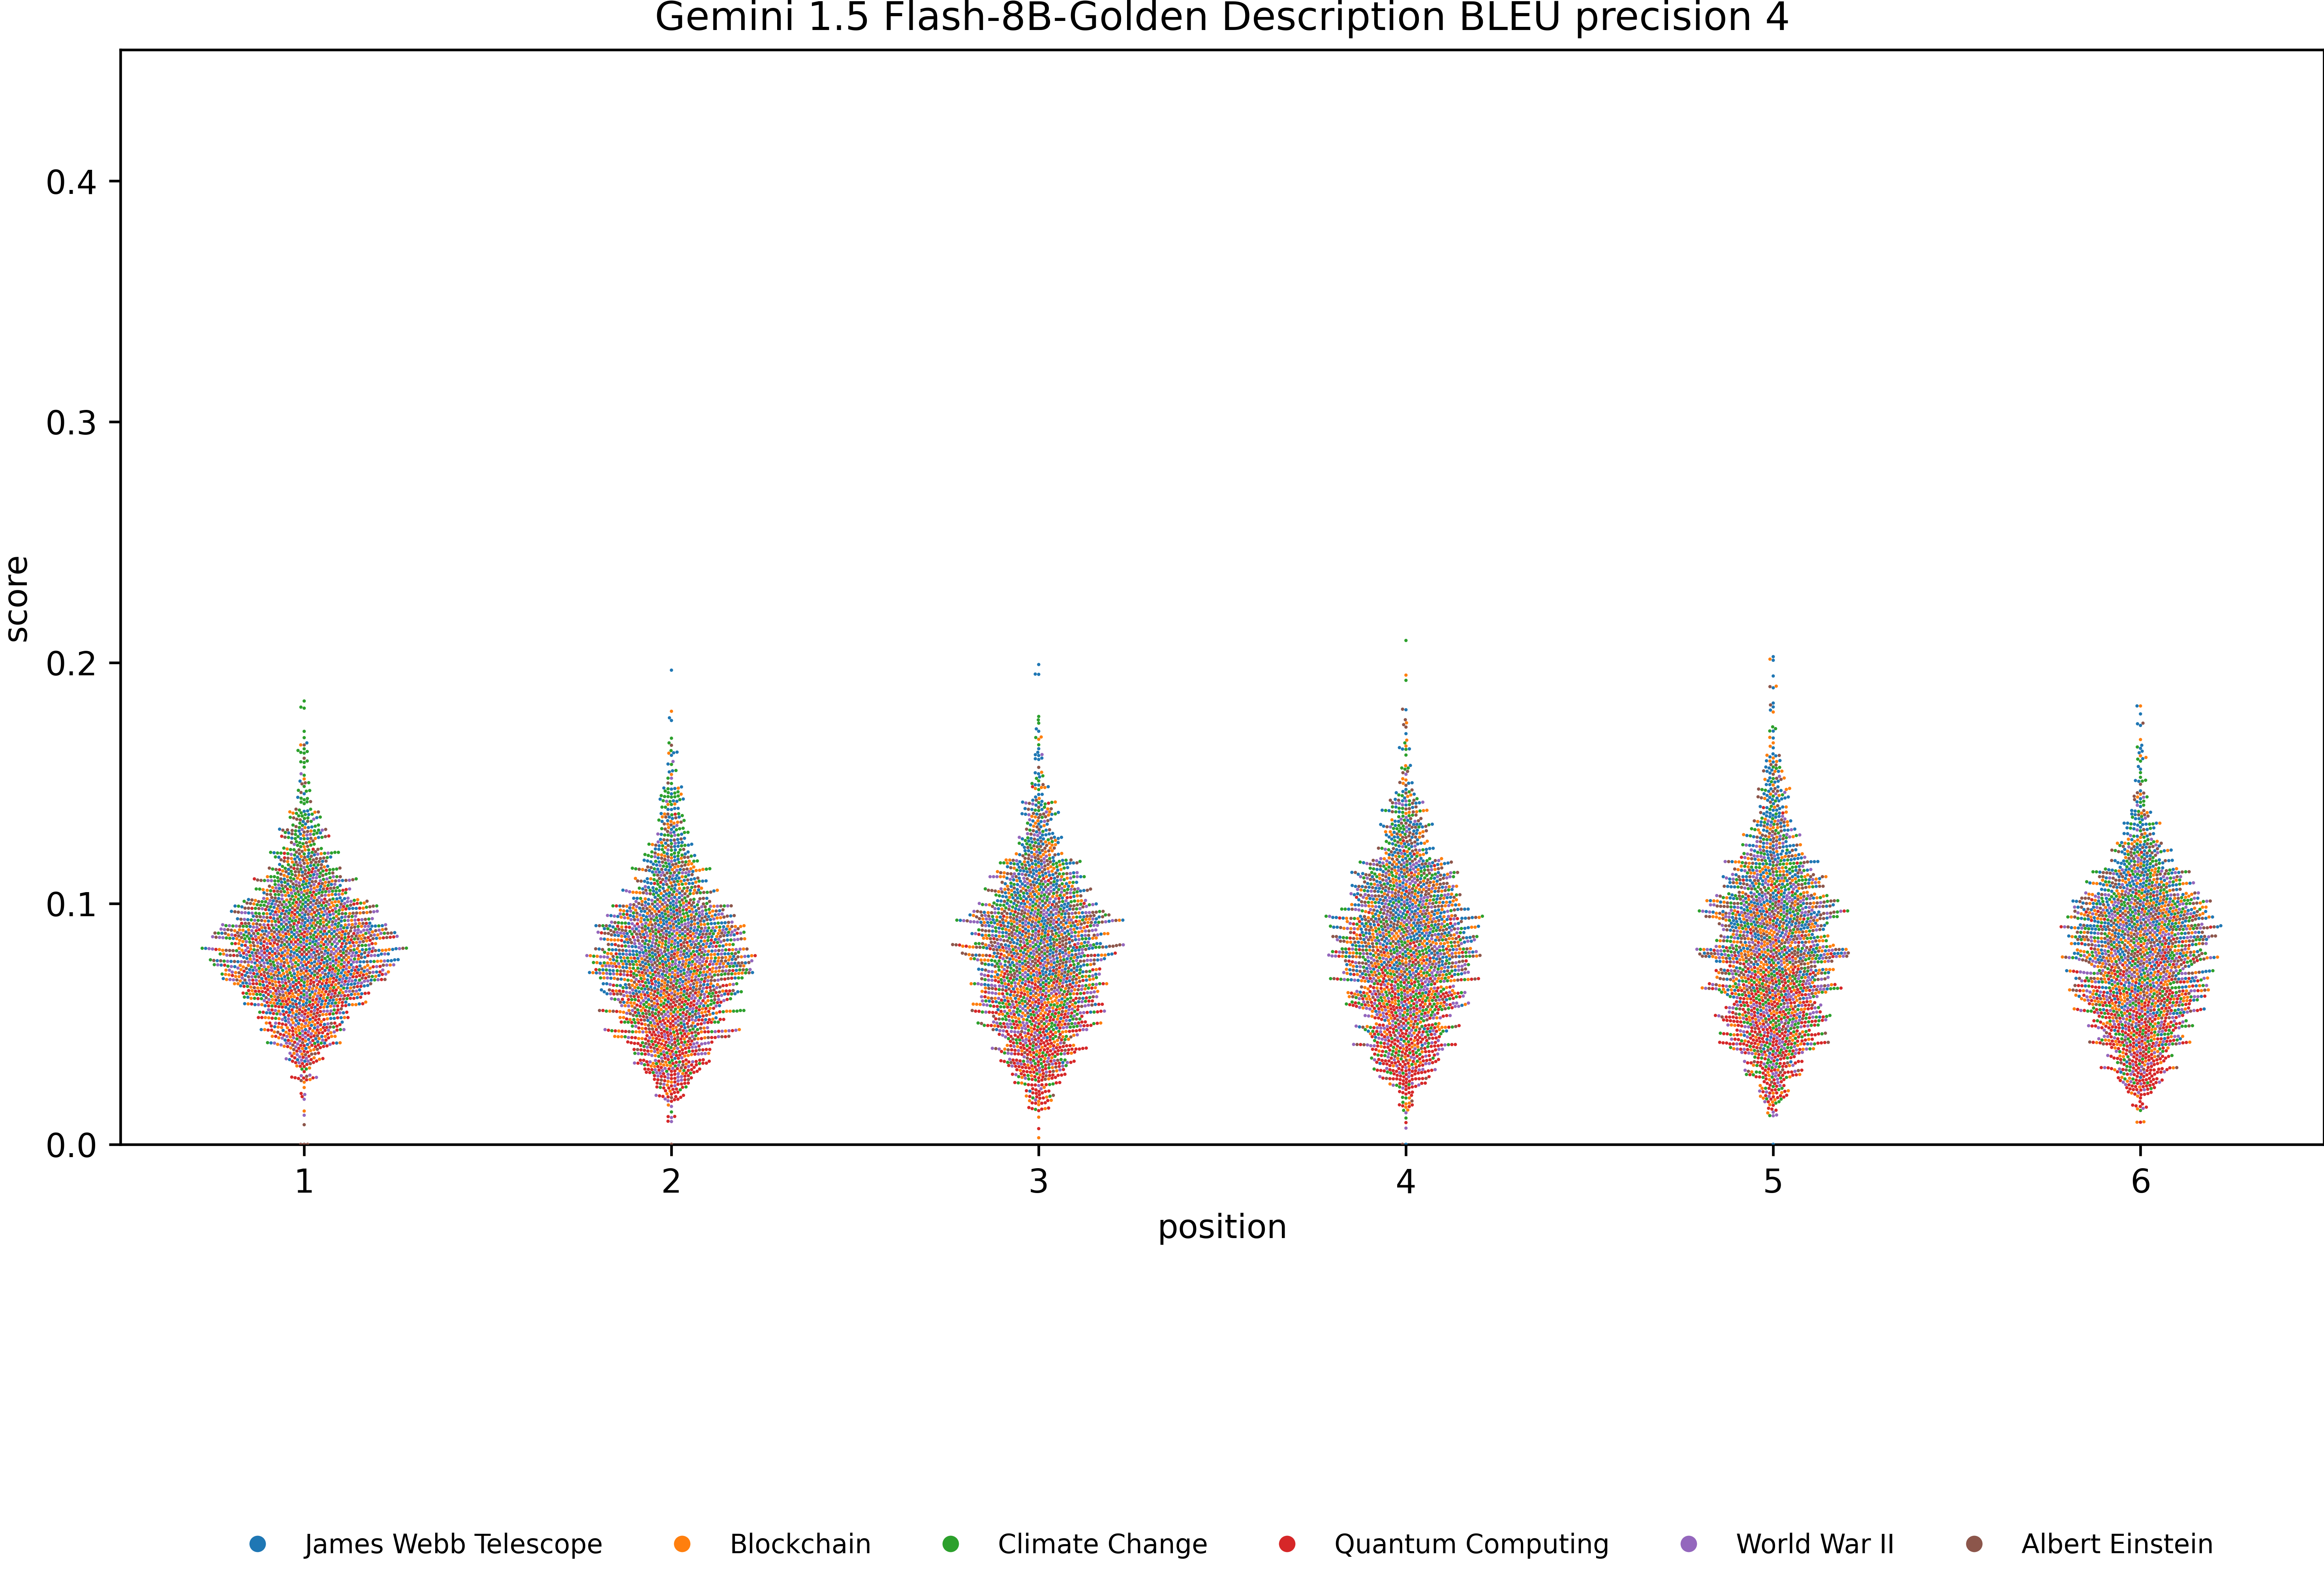 Gemini 1.5 Flash-8B-Golden Description BLEU precision 4
score
0.4
0.3
0.2
0.1
0.0
1 2 3 4 5 6
position
James Webb Telescope Blockchain Climate Change Quantum Computing World War II Albert Einstein